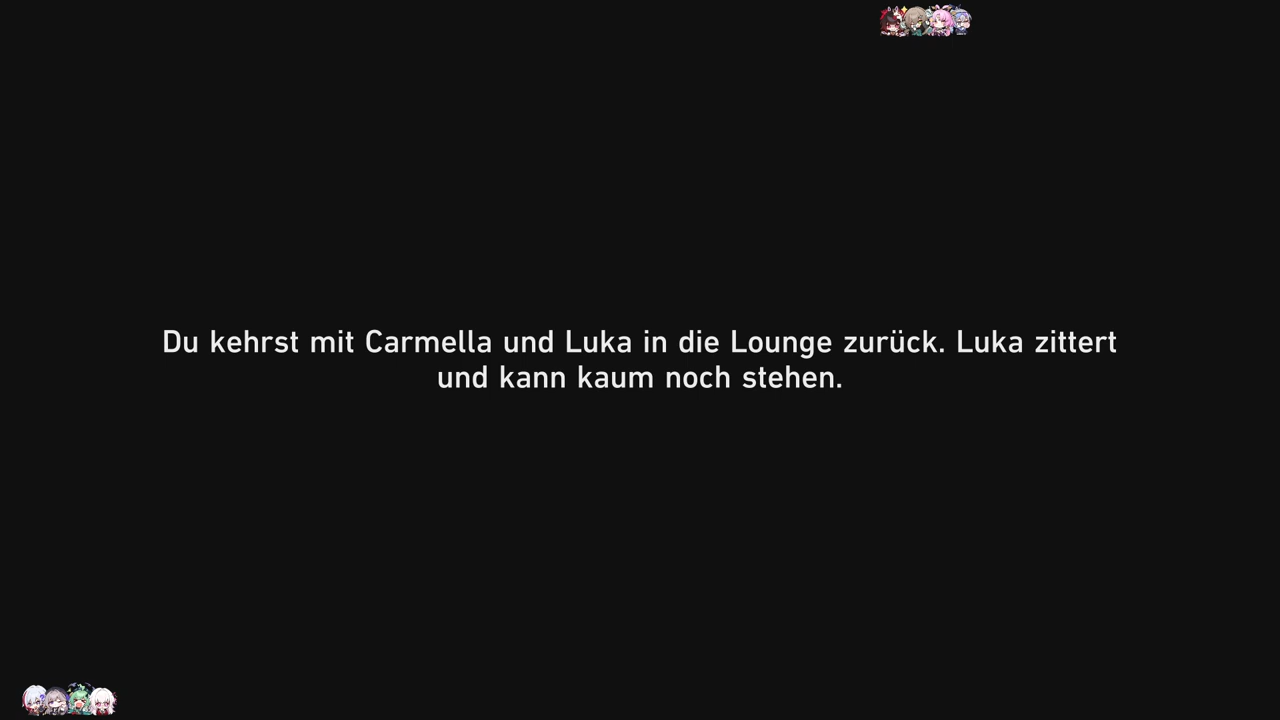 Du kehrst mit Carmella und Luka in die Lounge zurück. Luka zittert
und kann kaum noch stehen.